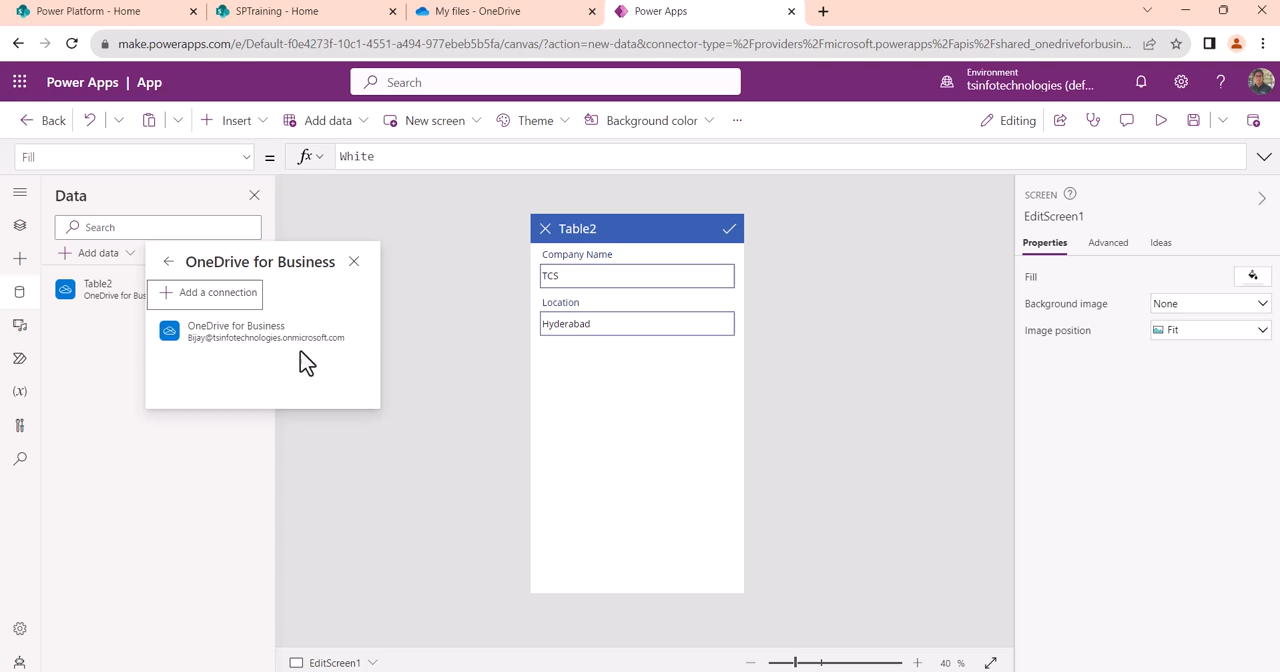 Power Platform - Home
SPTraining - Home
My files - OneDrive
Power Apps
make.powerapps.com/e/Default-f0e4273f-10c1-4551-a494-977ebeb5b5fa/canvas/?action=new-data&connector-type=%2Fproviders%2Fmicrosoft.powerapps%2Fapis%2Fshared_onedriveforbusin...
Power Apps | App
Search
Environment
tsinfotechnologies (def...
Back
Insert
Add data
New screen
Theme
Background color
...
Editing
Fill
=
fx
White
Data
Search
Add data
Table2
OneDrive for Bus
OneDrive for Business
Add a connection
OneDrive for Business
Bijay@tsinfotechnologies.onmicrosoft.com
Table2
Company Name
TCS
Location
Hyderabad
SCREEN
EditScreen1
Properties
Advanced
Ideas
Fill
Background image
None
Image position
Fit
EditScreen1
40 %